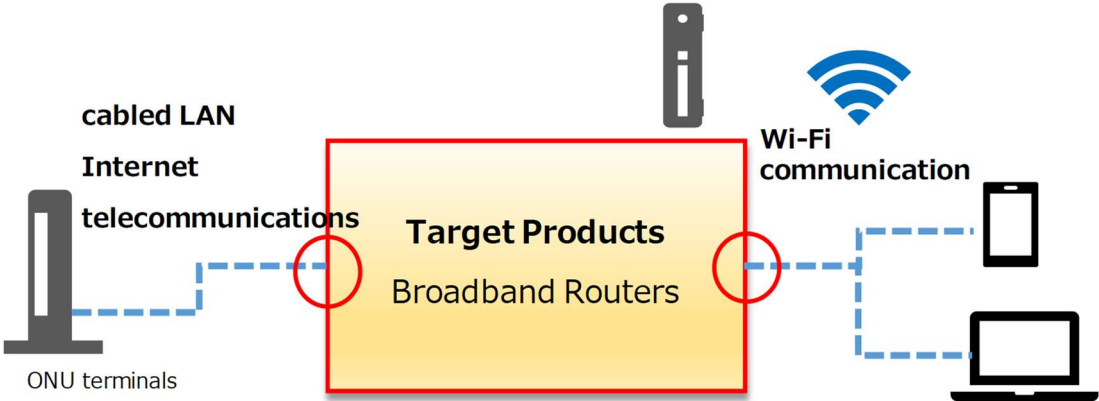 cabled LAN
Internet
telecommunications
Wi-Fi
communication
Target Products
Broadband Routers
ONU terminals